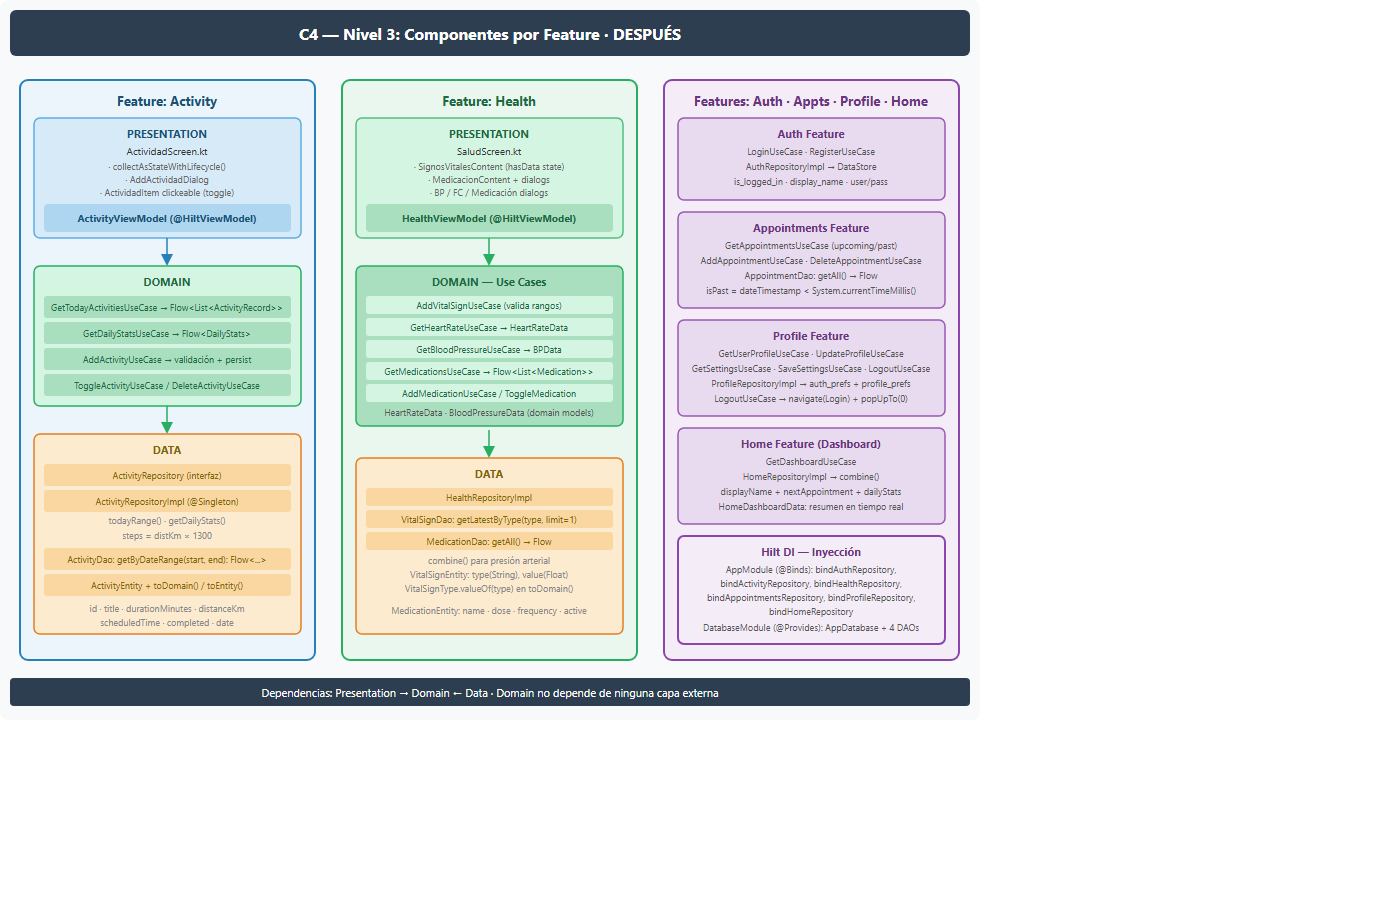 C4 — Nivel 3: Componentes por Feature · DESPUÉS
Feature: Activity
PRESENTATION
ActividadScreen.kt
· collectAsStateWithLifecycle()
· AddActividadDialog
· ActividadItem clickeable (toggle)
ActivityViewModel (@HiltViewModel)
DOMAIN
GetTodayActivitiesUseCase → Flow<List<ActivityRecord>>
GetDailyStatsUseCase → Flow<DailyStats>
AddActivityUseCase → validación + persist
ToggleActivityUseCase / DeleteActivityUseCase
DATA
ActivityRepository (interfaz)
ActivityRepositoryImpl (@Singleton)
todayRange() · getDailyStats()
steps = distKm × 1300
ActivityDao: getByDateRange(start, end): Flow<...>
ActivityEntity + toDomain() / toEntity()
id · title · durationMinutes · distanceKm
scheduledTime · completed · date
Feature: Health
PRESENTATION
SaludScreen.kt
· SignosVitalesContent (hasData state)
· MedicacionContent + dialogs
· BP / FC / Medicación dialogs
HealthViewModel (@HiltViewModel)
DOMAIN — Use Cases
AddVitalSignUseCase (valida rangos)
GetHeartRateUseCase → HeartRateData
GetBloodPressureUseCase → BPData
GetMedicationsUseCase → Flow<List<Medication>>
AddMedicationUseCase / ToggleMedication
HeartRateData · BloodPressureData (domain models)
DATA
HealthRepositoryImpl
VitalSignDao: getLatestByType(type, limit=1)
MedicationDao: getAll() → Flow
combine() para presión arterial
VitalSignEntity: type(String), value(Float)
VitalSignType.valueOf(type) en toDomain()
MedicationEntity: name · dose · frequency · active
Features: Auth · Appts · Profile · Home
Auth Feature
LoginUseCase · RegisterUseCase
AuthRepositoryImpl → DataStore
is_logged_in · display_name · user/pass
Appointments Feature
GetAppointmentsUseCase (upcoming/past)
AddAppointmentUseCase · DeleteAppointmentUseCase
AppointmentDao: getAll() → Flow
isPast = dateTimestamp < System.currentTimeMillis()
Profile Feature
GetUserProfileUseCase · UpdateProfileUseCase
GetSettingsUseCase · SaveSettingsUseCase · LogoutUseCase
ProfileRepositoryImpl → auth_prefs + profile_prefs
LogoutUseCase → navigate(Login) + popUpTo(0)
Home Feature (Dashboard)
GetDashboardUseCase
HomeRepositoryImpl → combine()
displayName + nextAppointment + dailyStats
HomeDashboardData: resumen en tiempo real
Hilt DI — Inyección
AppModule (@Binds): bindAuthRepository,
bindActivityRepository, bindHealthRepository,
bindAppointmentsRepository, bindProfileRepository,
bindHomeRepository
DatabaseModule (@Provides): AppDatabase + 4 DAOs
Dependencias: Presentation → Domain ← Data · Domain no depende de ninguna capa externa